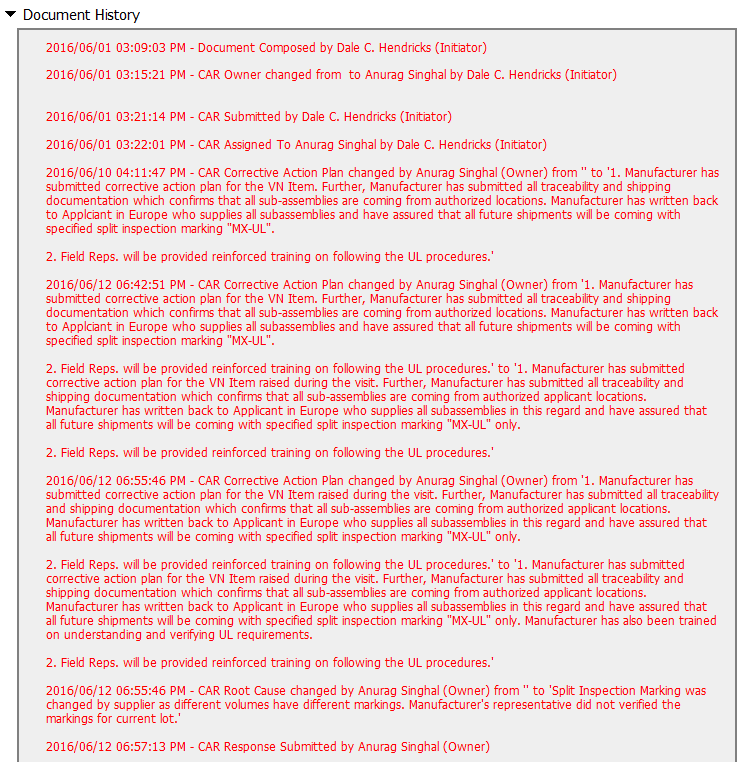 Document History
2016/06/01 03:09:03 PM - Document Composed by Dale C. Hendricks (Initiator)
2016/06/01 03:15:21 PM - CAR Owner changed from  to Anurag Singhal by Dale C. Hendricks (Initiator)
2016/06/01 03:21:14 PM - CAR Submitted by Dale C. Hendricks (Initiator)
2016/06/01 03:22:01 PM - CAR Assigned To Anurag Singhal by Dale C. Hendricks (Initiator)
2016/06/10 04:11:47 PM - CAR Corrective Action Plan changed by Anurag Singhal (Owner) from '' to '1. Manufacturer has
submitted corrective action plan for the VN Item. Further, Manufacturer has submitted all traceability and shipping
documentation which confirms that all sub-assemblies are coming from authorized locations. Manufacturer has written back
to Applciant in Europe who supplies all subassemblies and have assured that all future shipments will be coming with
specified split inspection marking "MX-UL".
2. Field Reps. will be provided reinforced training on following the UL procedures.'
2016/06/12 06:42:51 PM - CAR Corrective Action Plan changed by Anurag Singhal (Owner) from '1. Manufacturer has
submitted corrective action plan for the VN Item. Further, Manufacturer has submitted all traceability and shipping
documentation which confirms that all sub-assemblies are coming from authorized locations. Manufacturer has written back
to Applciant in Europe who supplies all subassemblies and have assured that all future shipments will be coming with
specified split inspection marking "MX-UL".
2. Field Reps. will be provided reinforced training on following the UL procedures.' to '1. Manufacturer has submitted
corrective action plan for the VN Item raised during the visit. Further, Manufacturer has submitted all traceability and
shipping documentation which confirms that all sub-assemblies are coming from authorized applicant locations.
Manufacturer has written back to Applicant in Europe who supplies all subassemblies in this regard and have assured that
all future shipments will be coming with specified split inspection marking "MX-UL" only.
2. Field Reps. will be provided reinforced training on following the UL procedures.'
2016/06/12 06:55:46 PM - CAR Corrective Action Plan changed by Anurag Singhal (Owner) from '1. Manufacturer has
submitted corrective action plan for the VN Item raised during the visit. Further, Manufacturer has submitted all traceability
and shipping documentation which confirms that all sub-assemblies are coming from authorized applicant locations.
Manufacturer has written back to Applicant in Europe who supplies all subassemblies in this regard and have assured that
all future shipments will be coming with specified split inspection marking "MX-UL" only.
2. Field Reps. will be provided reinforced training on following the UL procedures.' to '1. Manufacturer has submitted
corrective action plan for the VN Item raised during the visit. Further, Manufacturer has submitted all traceability and
shipping documentation which confirms that all sub-assemblies are coming from authorized applicant locations.
Manufacturer has written back to Applicant in Europe who supplies all subassemblies in this regard and have assured that
all future shipments will be coming with specified split inspection marking "MX-UL" only. Manufacturer has also been trained
on understanding and verifying UL requirements.
2. Field Reps. will be provided reinforced training on following the UL procedures.'
2016/06/12 06:55:46 PM - CAR Root Cause changed by Anurag Singhal (Owner) from '' to 'Split Inspection Marking was
changed by supplier as different volumes have different markings. Manufacturer's representative did not verified the
markings for current lot.'
2016/06/12 06:57:13 PM - CAR Response Submitted by Anurag Singhal (Owner)